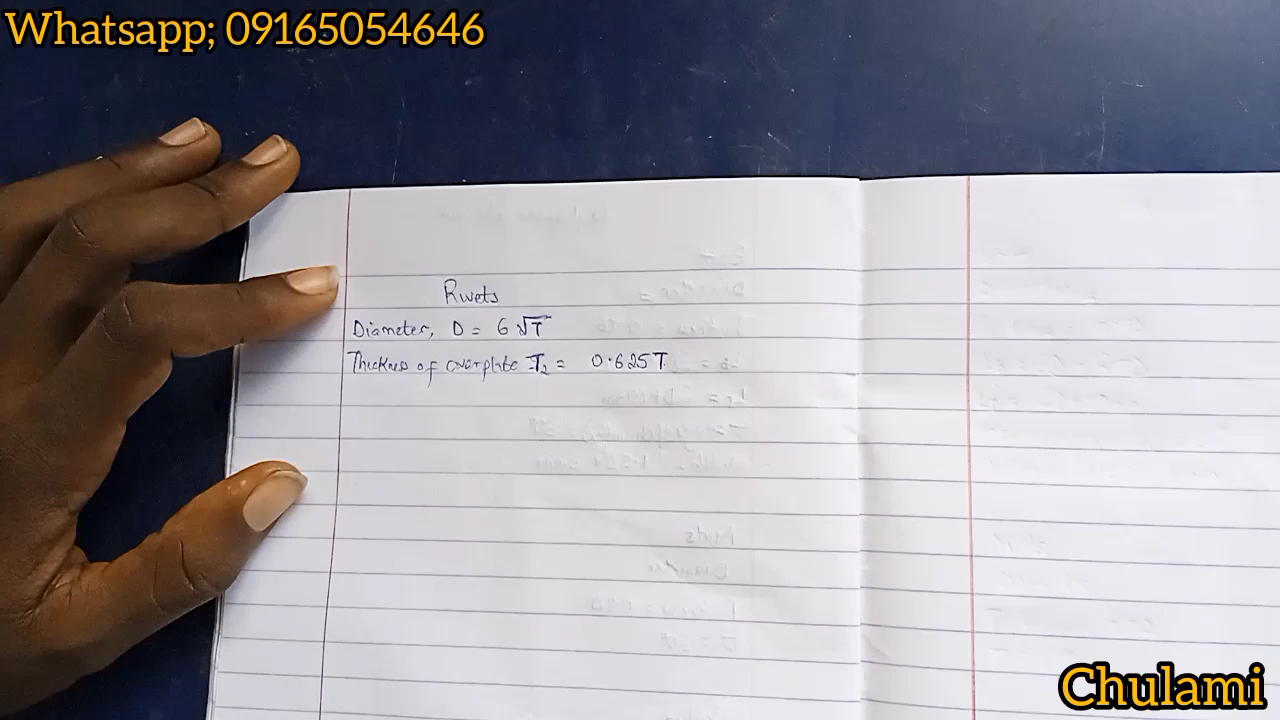 Whatsapp; 09165054646
Rivets
Diameter, D = 6√T
Thickness of coverplate T₂ = 0.625T
Chulami